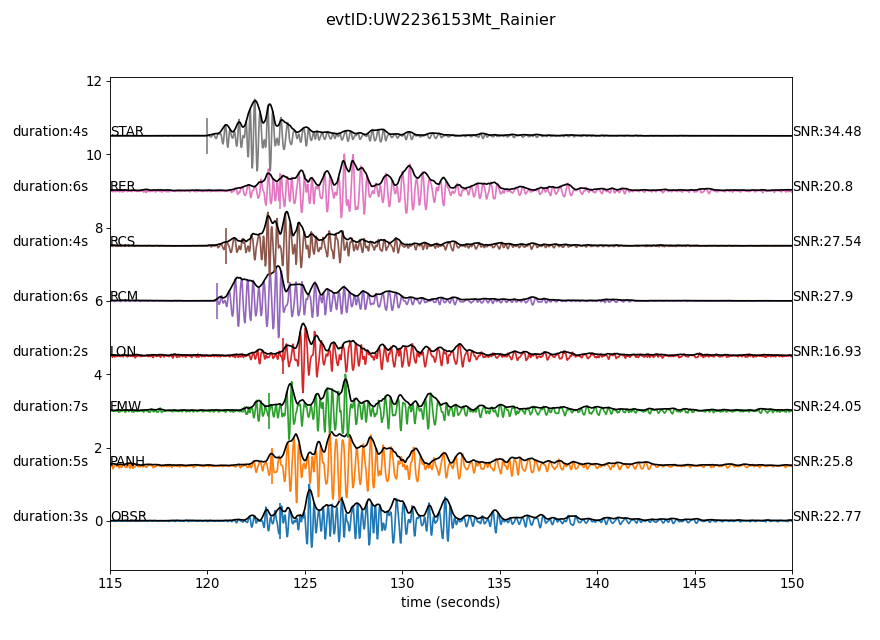 evtID:UW2236153Mt_Rainier
12
duration:4s STAR SNR:34.48
10
duration:6s RER SNR:20.8
8
duration:4s RCS SNR:27.54
duration:6s RCM SNR:27.9
6
duration:2s LON SNR:16.93
4
duration:7s FMW SNR:24.05
2
duration:5s PANH SNR:25.8
duration:3s OBSR SNR:22.77
0
115 120 125 130 135 140 145 150
time (seconds)